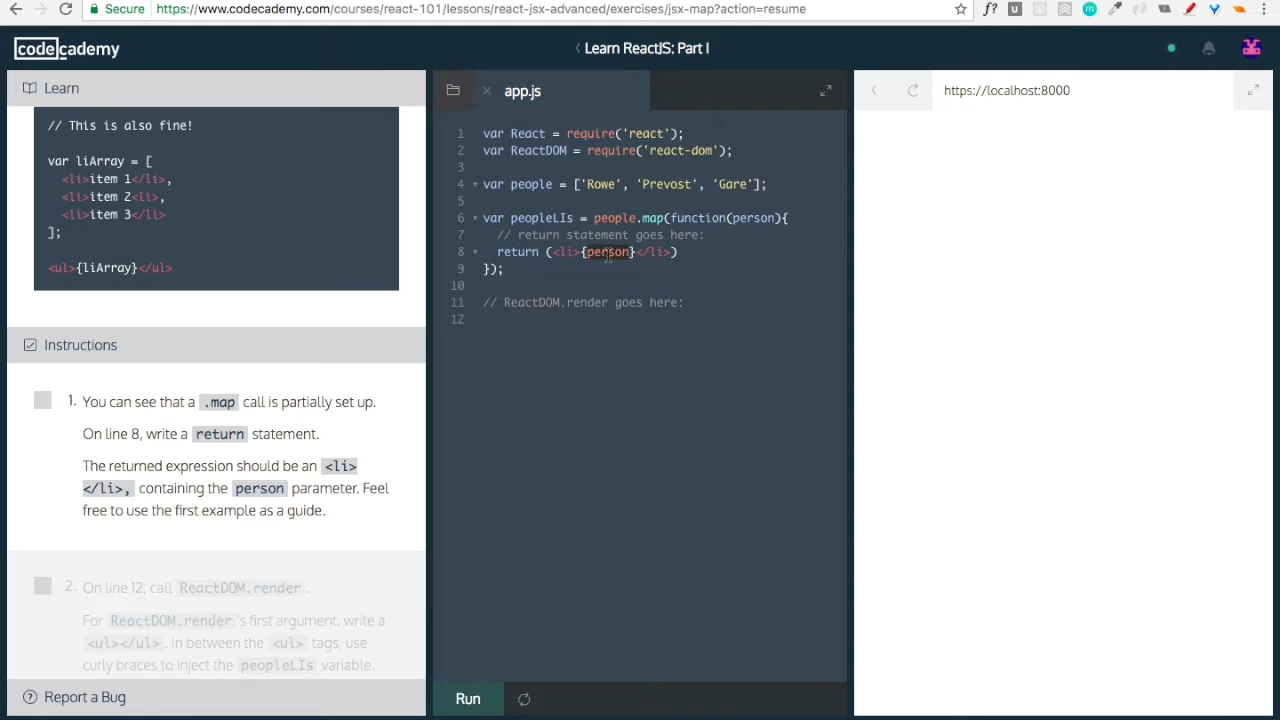 Secure
https://www.codecademy.com/courses/react-101/lessons/react-jsx-advanced/exercises/jsx-map?action=resume
codecademy
Learn ReactJS: Part I
Learn
// This is also fine!
var liArray = [
<li>item 1</li>,
<li>item 2<li>,
<li>item 3</li>
];
<ul>{liArray}</ul>
Instructions
1. You can see that a .map call is partially set up.
On line 8, write a return statement.
The returned expression should be an <li>
</li>, containing the person parameter. Feel
free to use the first example as a guide.
2. On line 12, call ReactDOM.render.
For ReactDOM.render's first argument, write a
<ul></ul>. In between the <ul> tags, use
curly braces to inject the peopleLIs variable.
Report a Bug
app.js
1 var React = require('react');
2 var ReactDOM = require('react-dom');
3
4 var people = ['Rowe', 'Prevost', 'Gare'];
5
6 var peopleLIs = people.map(function(person){
7 // return statement goes here:
8 return (<li>{person}</li>)
9 });
10
11 // ReactDOM.render goes here:
12
Run
https://localhost:8000